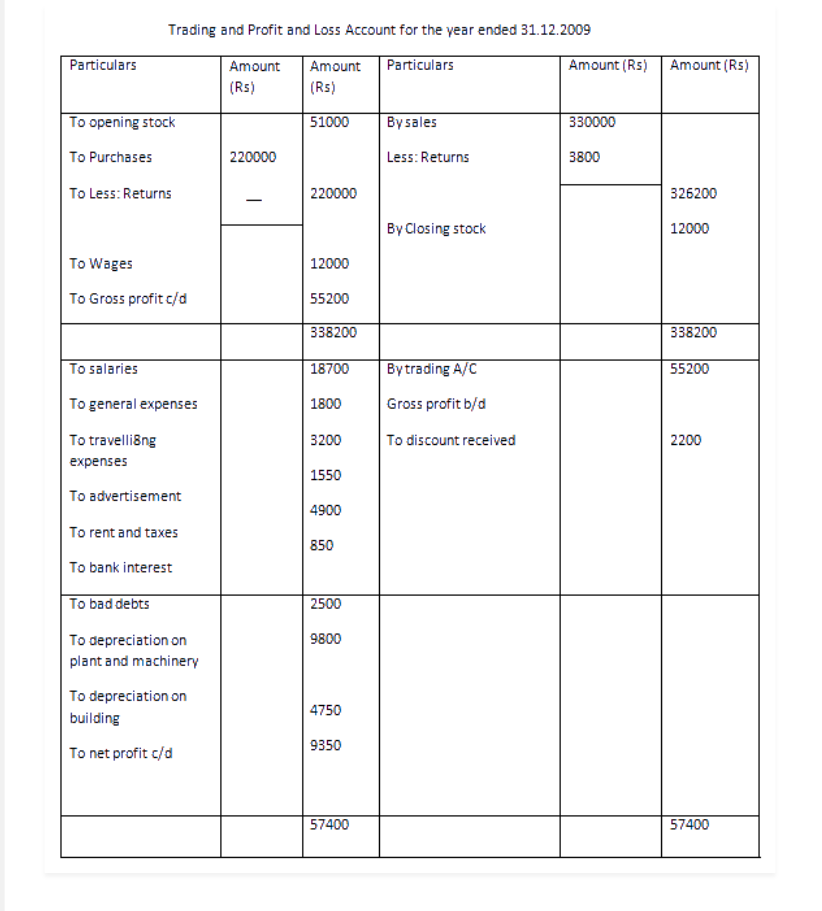 Trading and Profit and Loss Account for the year ended 31.12.2009
Particulars Amount (Rs) Amount (Rs) Particulars Amount (Rs) Amount (Rs)
To opening stock 51000 By sales 330000
To Purchases 220000 Less: Returns 3800
To Less: Returns — 220000 326200
By Closing stock 12000
To Wages 12000
To Gross profit c/d 55200
338200 338200
To salaries 18700 By trading A/C 55200
To general expenses 1800 Gross profit b/d
To travelli8ng 3200 To discount received 2200
expenses
1550
To advertisement
4900
To rent and taxes
850
To bank interest
To bad debts 2500
To depreciation on 9800
plant and machinery
To depreciation on
building 4750
To net profit c/d 9350
57400 57400